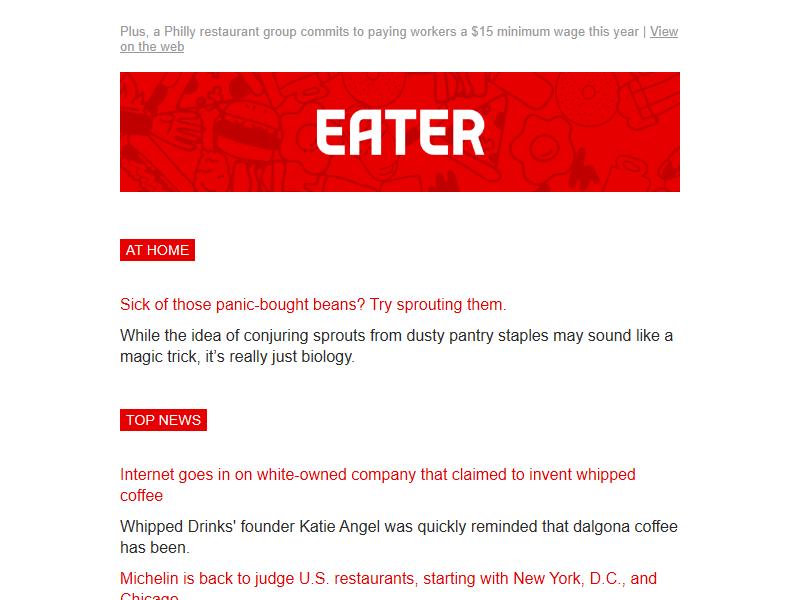 Plus, a Philly restaurant group commits to paying workers a $15 minimum wage this year | View
on the web
EATER
AT HOME
Sick of those panic-bought beans? Try sprouting them.
While the idea of conjuring sprouts from dusty pantry staples may sound like a
magic trick, it’s really just biology.
TOP NEWS
Internet goes in on white-owned company that claimed to invent whipped
coffee
Whipped Drinks' founder Katie Angel was quickly reminded that dalgona coffee
has been.
Michelin is back to judge U.S. restaurants, starting with New York, D.C., and
Chicago